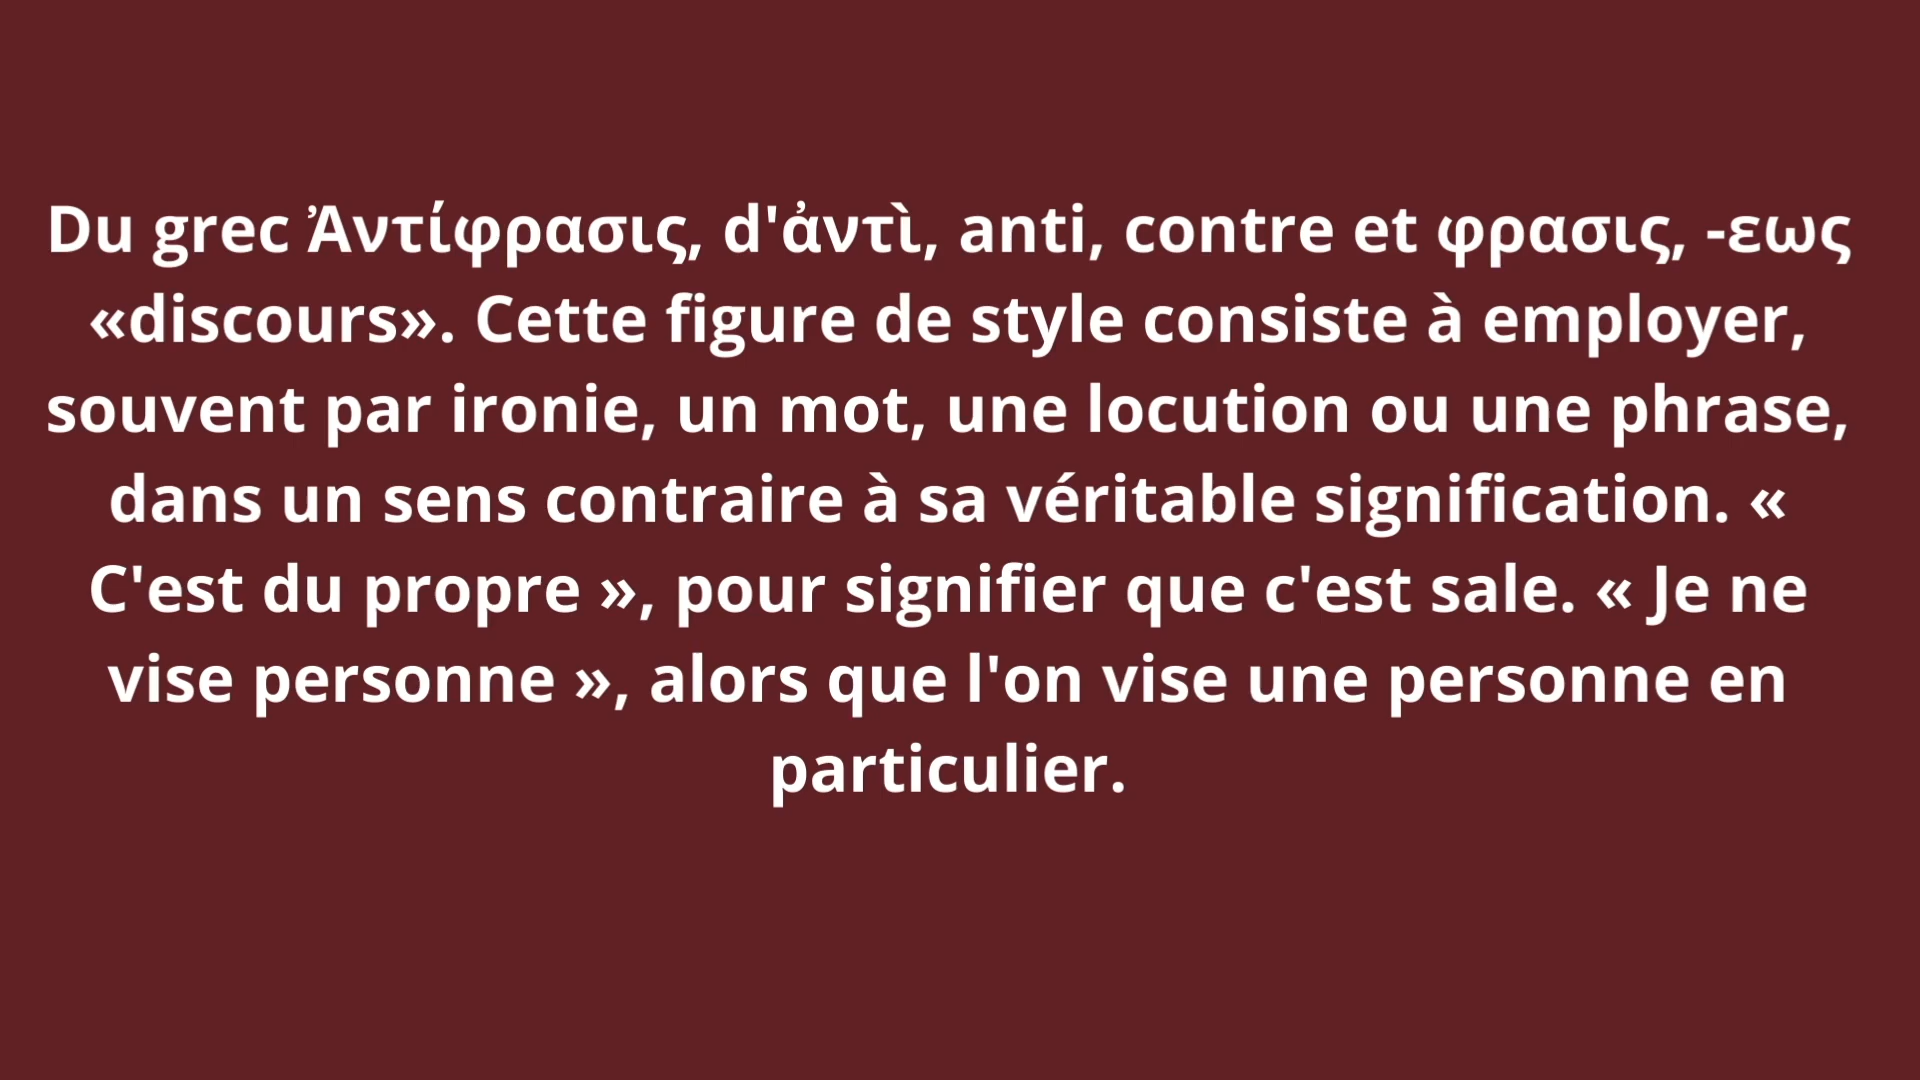 Du grec Ἀντίφρασις, d'ἀντὶ, anti, contre et φρασις, -εως
«discours». Cette figure de style consiste à employer,
souvent par ironie, un mot, une locution ou une phrase,
dans un sens contraire à sa véritable signification. «
C'est du propre », pour signifier que c'est sale. « Je ne
vise personne », alors que l'on vise une personne en
particulier.